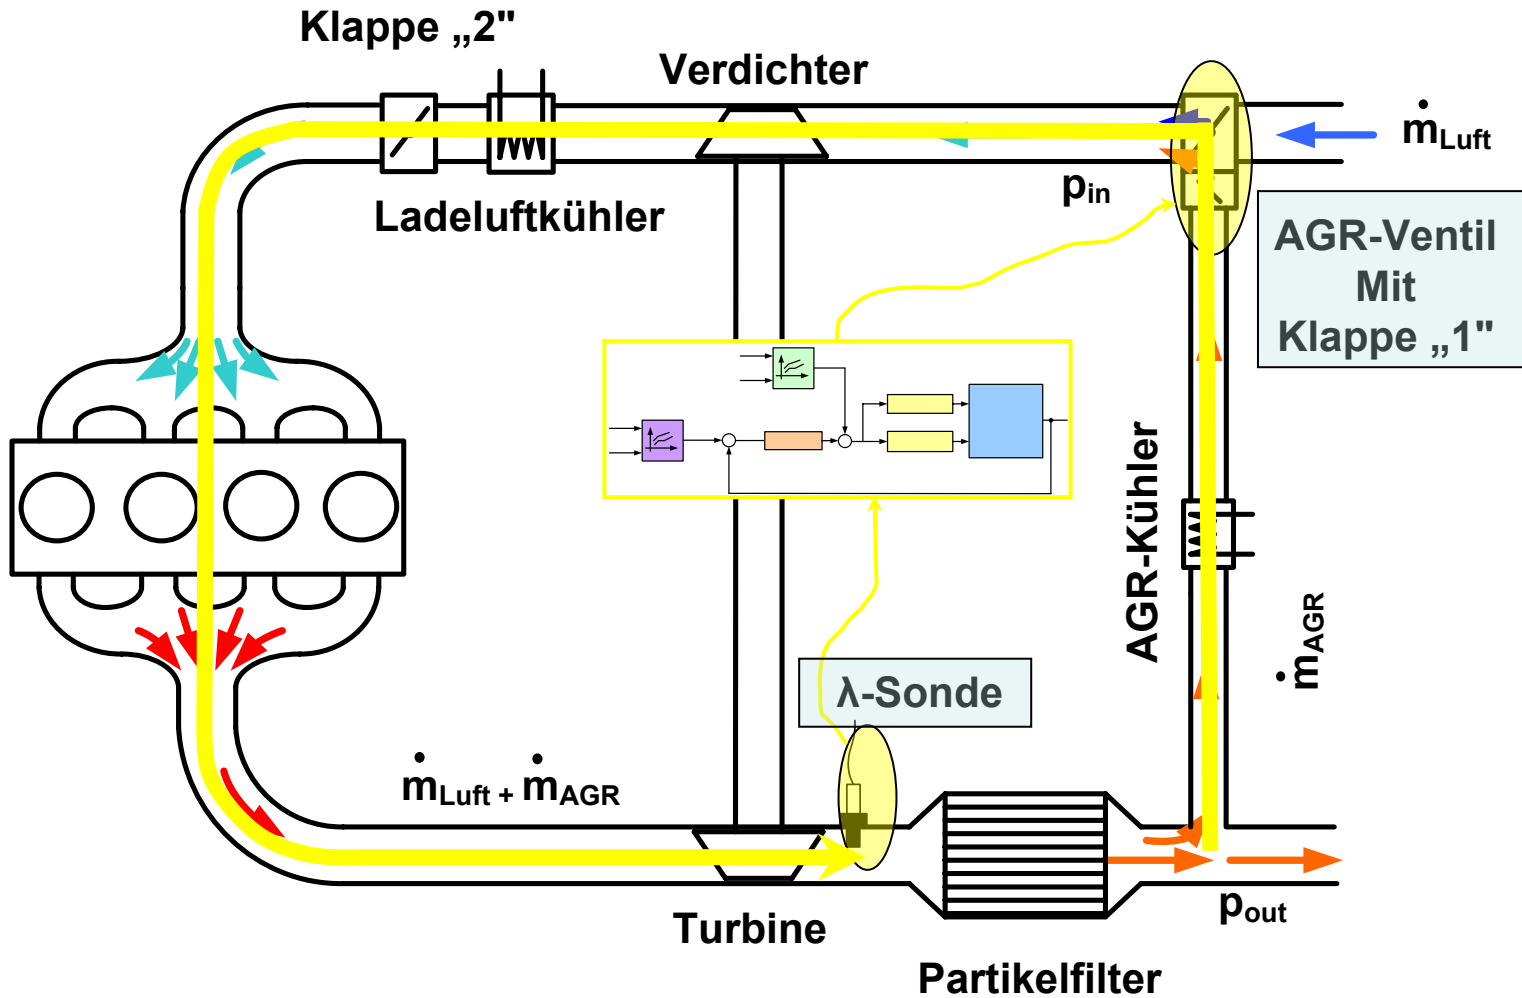 Klappe „2"
Verdichter
ṁLuft
pin
Ladeluftkühler
AGR-Ventil
Mit
Klappe „1"
AGR-Kühler
ṁAGR
λ-Sonde
ṁLuft + ṁAGR
pout
Turbine
Partikelfilter